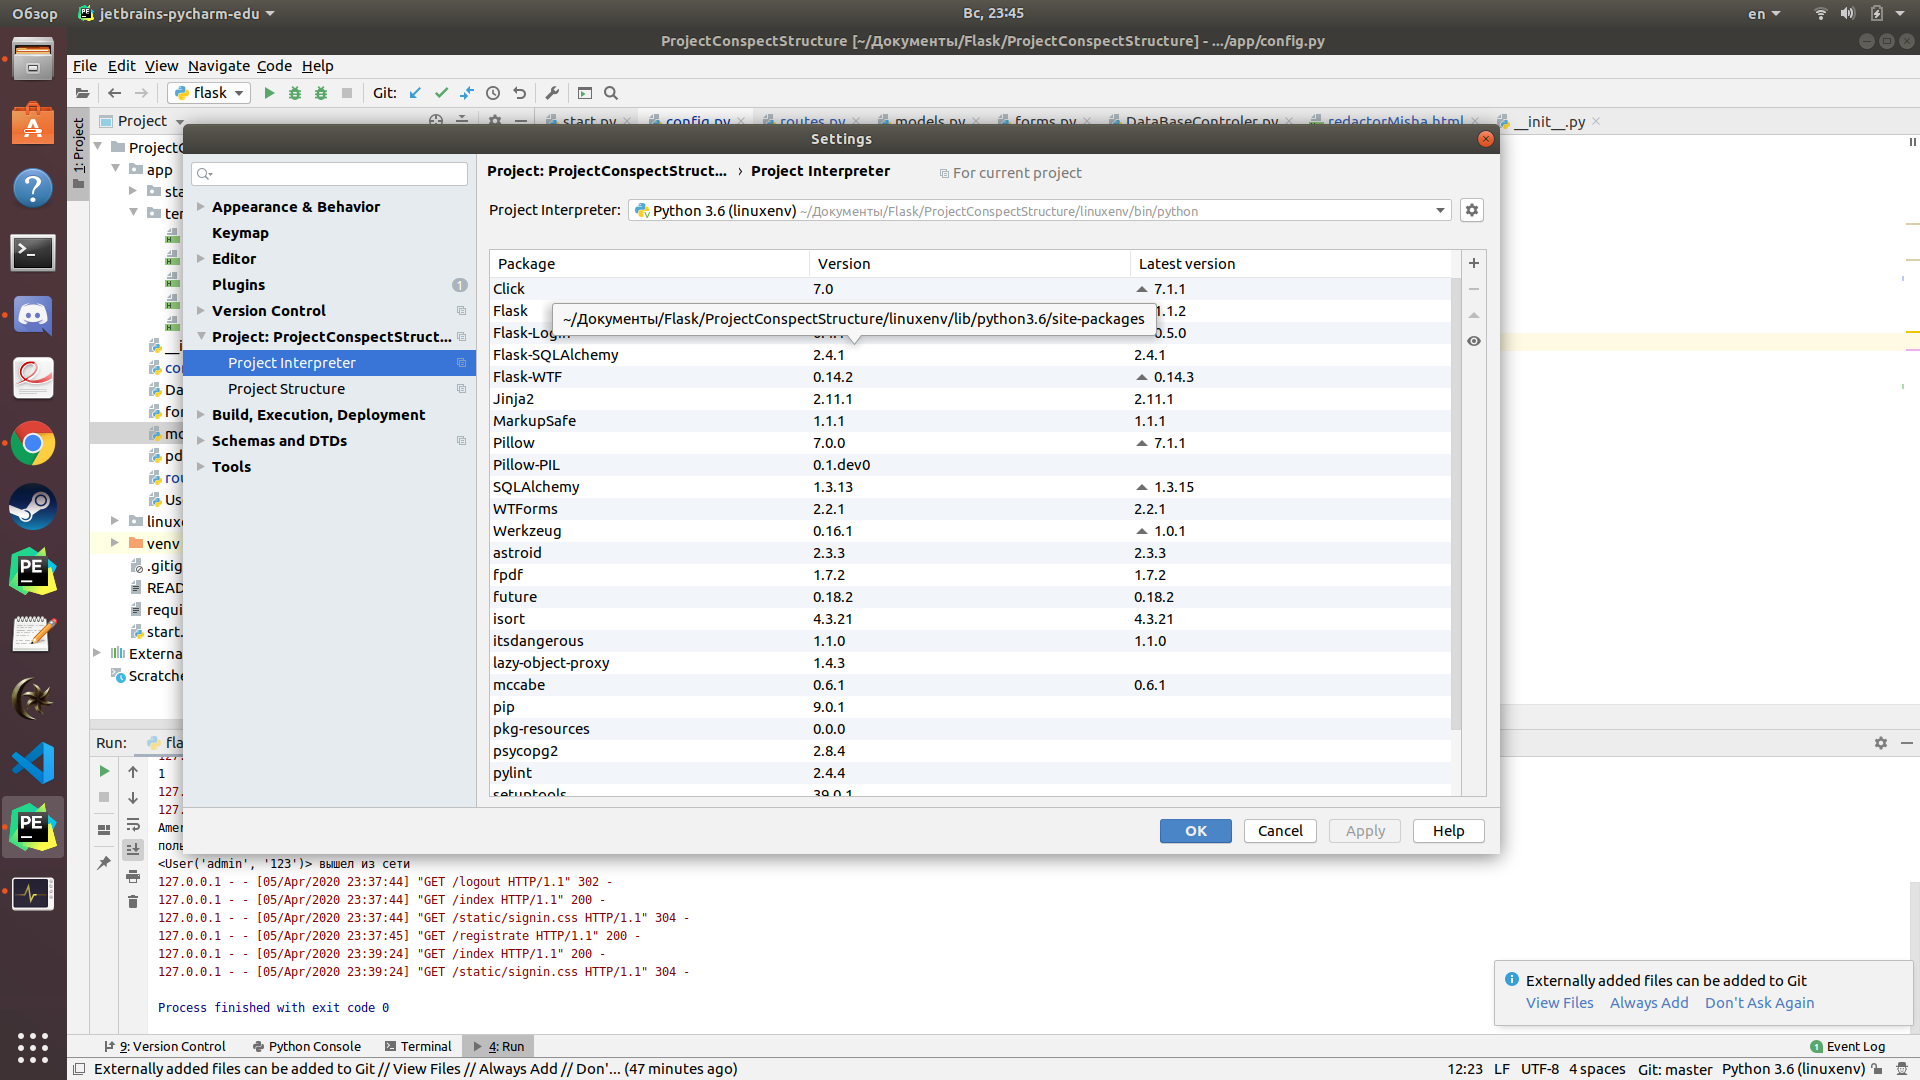 Обзор jetbrains-pycharm-edu Вс, 23:45 en
ProjectConspectStructure [~/Документы/Flask/ProjectConspectStructure] - .../app/config.py
File Edit View Navigate Code Help
flask Git:
Project start.py config.py routes.py models.py forms.py DataBaseControler.py redactorMisha.html __init__.py
1: Project
Settings
ProjectC
app
sta
ter
Da
for
pd
rou
Us
linuxe
venv
.gitig
READ
requi
start.
Externa
Scratche
Appearance & Behavior
Keymap
Editor
Plugins 1
Version Control
Project: ProjectConspectStruct...
Project Interpreter
Project Structure
Build, Execution, Deployment
Schemas and DTDs
Tools
Project: ProjectConspectStruct... › Project Interpreter For current project
Project Interpreter: Python 3.6 (linuxenv) ~/Документы/Flask/ProjectConspectStructure/linuxenv/bin/python
Package Version Latest version
Click 7.0 7.1.1
Flask 1.1.2
~/Документы/Flask/ProjectConspectStructure/linuxenv/lib/python3.6/site-packages
Flask-Login 0.5.0
Flask-SQLAlchemy 2.4.1 2.4.1
Flask-WTF 0.14.2 0.14.3
Jinja2 2.11.1 2.11.1
MarkupSafe 1.1.1 1.1.1
Pillow 7.0.0 7.1.1
Pillow-PIL 0.1.dev0
SQLAlchemy 1.3.13 1.3.15
WTForms 2.2.1 2.2.1
Werkzeug 0.16.1 1.0.1
astroid 2.3.3 2.3.3
fpdf 1.7.2 1.7.2
future 0.18.2 0.18.2
isort 4.3.21 4.3.21
itsdangerous 1.1.0 1.1.0
lazy-object-proxy 1.4.3
mccabe 0.6.1 0.6.1
pip 9.0.1
pkg-resources 0.0.0
psycopg2 2.8.4
pylint 2.4.4
setuptools 39.0.1
OK Cancel Apply Help
Run: fla
1
127.
127.
Amer
поль
<User('admin', '123')> вышел из сети
127.0.0.1 - - [05/Apr/2020 23:37:44] "GET /logout HTTP/1.1" 302 -
127.0.0.1 - - [05/Apr/2020 23:37:44] "GET /index HTTP/1.1" 200 -
127.0.0.1 - - [05/Apr/2020 23:37:44] "GET /static/signin.css HTTP/1.1" 304 -
127.0.0.1 - - [05/Apr/2020 23:37:45] "GET /registrate HTTP/1.1" 200 -
127.0.0.1 - - [05/Apr/2020 23:39:24] "GET /index HTTP/1.1" 200 -
127.0.0.1 - - [05/Apr/2020 23:39:24] "GET /static/signin.css HTTP/1.1" 304 -
Process finished with exit code 0
Externally added files can be added to Git
View Files Always Add Don't Ask Again
9: Version Control Python Console Terminal 4: Run 1 Event Log
Externally added files can be added to Git // View Files // Always Add // Don'... (47 minutes ago) 12:23 LF UTF-8 4 spaces Git: master Python 3.6 (linuxenv)